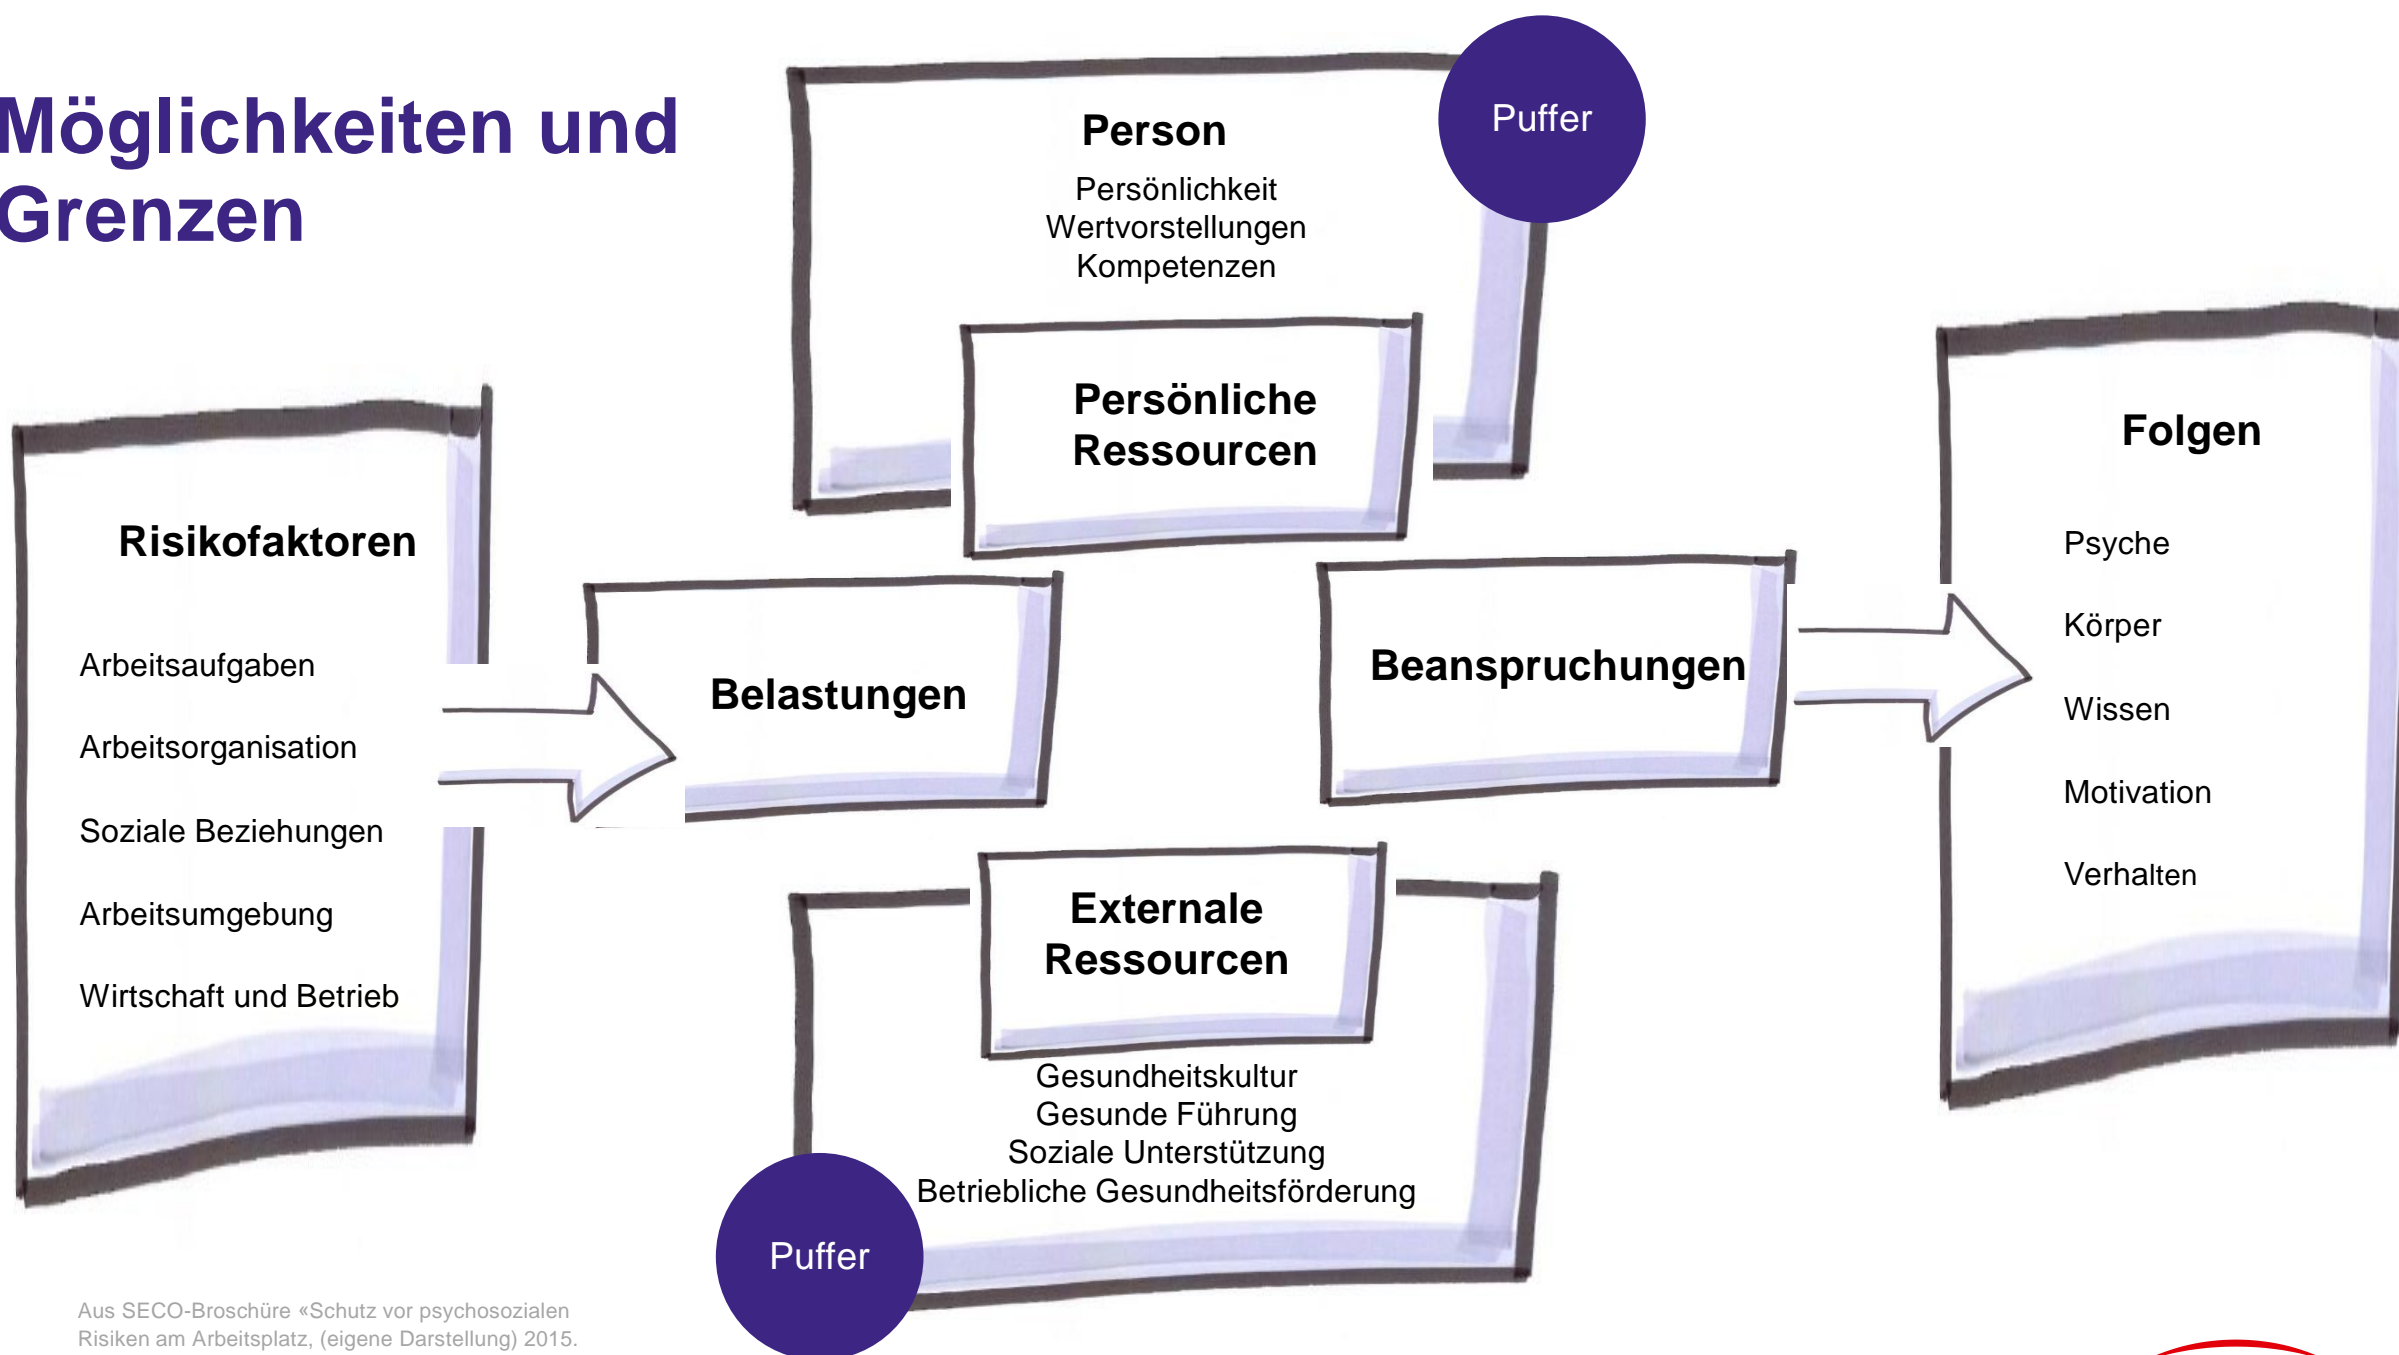 Möglichkeiten und
Grenzen
Puffer
Person
Persönlichkeit
Wertvorstellungen
Kompetenzen
Persönliche
Ressourcen
Risikofaktoren
Arbeitsaufgaben
Arbeitsorganisation
Soziale Beziehungen
Arbeitsumgebung
Wirtschaft und Betrieb
Belastungen
Beanspruchungen
Folgen
Psyche
Körper
Wissen
Motivation
Verhalten
Externale
Ressourcen
Gesundheitskultur
Gesunde Führung
Soziale Unterstützung
Betriebliche Gesundheitsförderung
Puffer
Aus SECO-Broschüre «Schutz vor psychosozialen
Risiken am Arbeitsplatz, (eigene Darstellung) 2015.